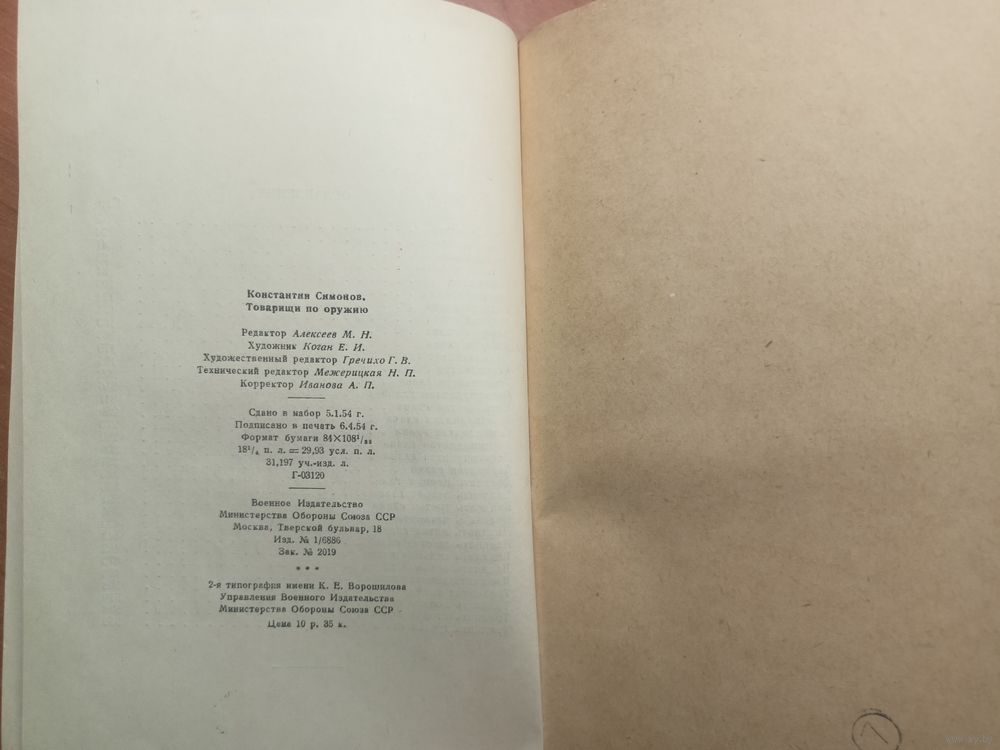 Константин Симонов.
Товарищи по оружию
Редактор Алексеев М. Н.
Художник Коган Е. И.
Художественный редактор Гречихо Г. В.
Технический редактор Межерицкая Н. П.
Корректор Иванова А. П.
Сдано в набор 5.1.54 г.
Подписано в печать 6.4.54 г.
Формат бумаги 84×108¹/₃₂
18¹/₄ п. л. = 29,93 усл. п. л.
31,197 уч.-изд. л.
Г-03120
Военное Издательство
Министерства Обороны Союза ССР
Москва, Тверской бульвар, 18
Изд. № 1/6886
Зак. № 2019
* * *
2-я типография имени К. Е. Ворошилова
Управления Военного Издательства
Министерства Обороны Союза ССР
Цена 10 р. 35 к.